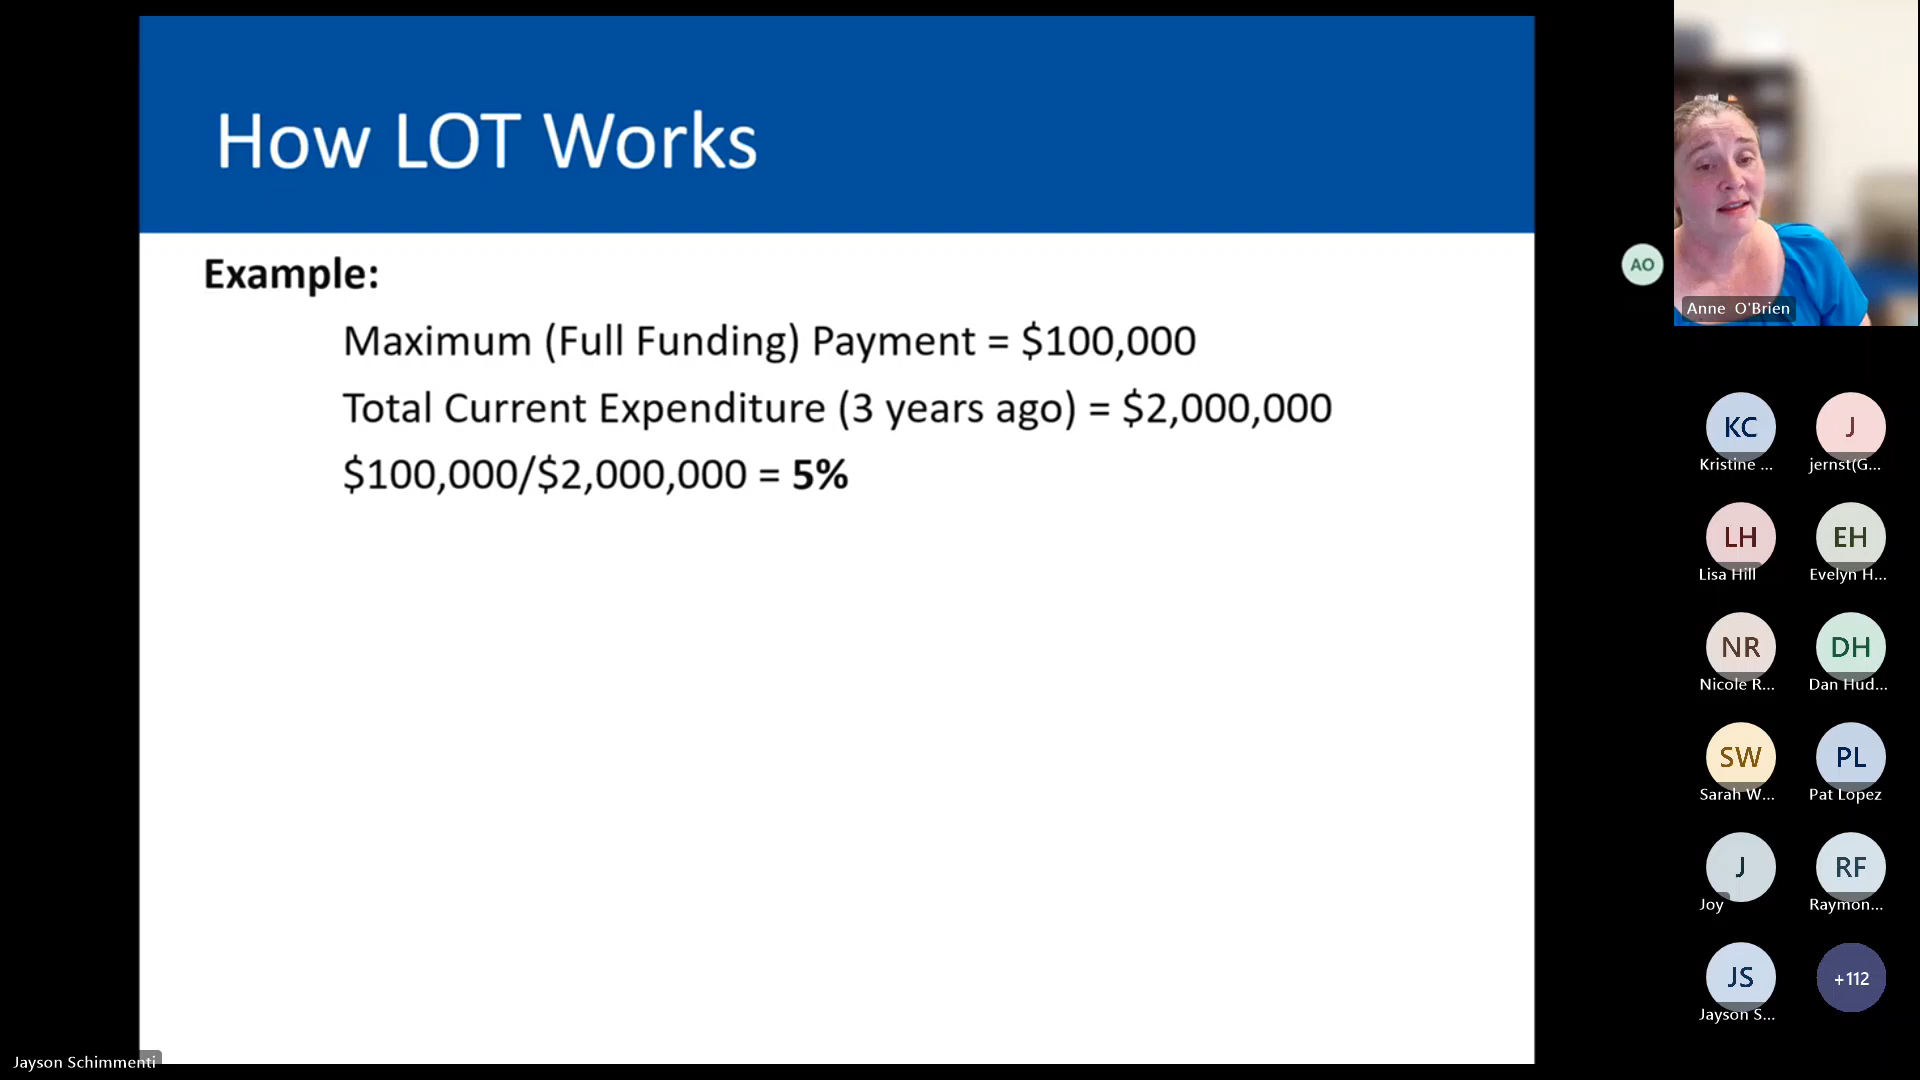 How LOT Works
Example:
Maximum (Full Funding) Payment = $100,000
Total Current Expenditure (3 years ago) = $2,000,000
$100,000/$2,000,000 = 5%
AO
Anne O'Brien
KC
Kristine ...
J
jernst(G...
LH
Lisa Hill
EH
Evelyn H...
NR
Nicole R...
DH
Dan Hud...
SW
Sarah W...
PL
Pat Lopez
J
Joy
RF
Raymon...
JS
Jayson S...
+112
Jayson Schimmenti